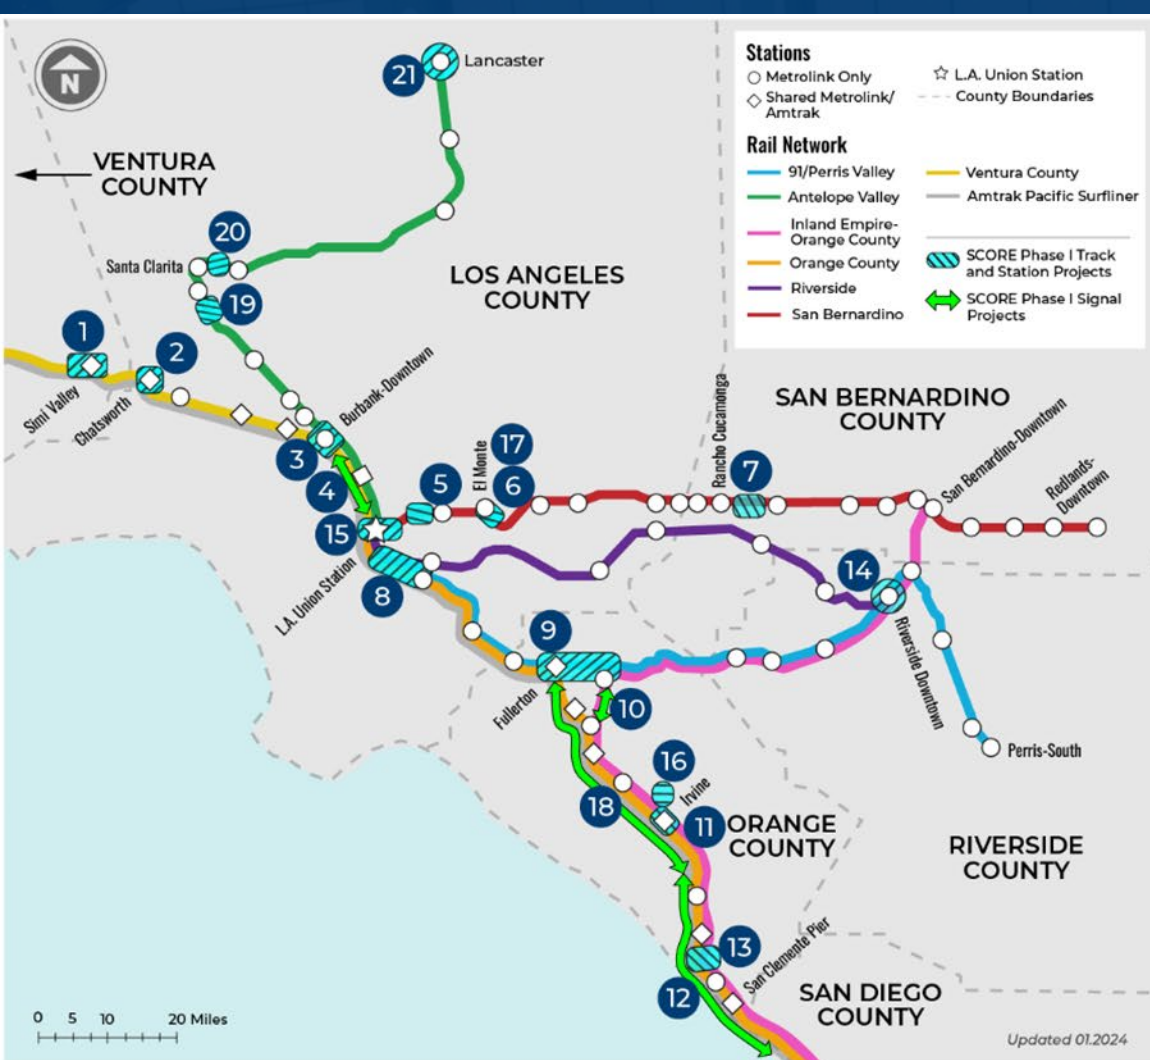 N
21
Lancaster
VENTURA
COUNTY
20
Santa Clarita
19
LOS ANGELES
COUNTY
1
2
Simi Valley
Chatsworth
Burbank-Downtown
3
4
El Monte
17
5
6
15
L.A. Union Station
8
Rancho Cucamonga
7
SAN BERNARDINO
COUNTY
San Bernardino-Downtown
Redlands-
Downtown
14
Riverside Downtown
9
Fullerton
10
Perris-South
16
Irvine
18
11
ORANGE
COUNTY
RIVERSIDE
COUNTY
13
San Clemente Pier
12
SAN DIEGO
COUNTY
0 5 10 20 Miles
Updated 01.2024
Stations
Metrolink Only
Shared Metrolink/
Amtrak
L.A. Union Station
County Boundaries
Rail Network
91/Perris Valley
Antelope Valley
Inland Empire-
Orange County
Orange County
Riverside
San Bernardino
Ventura County
Amtrak Pacific Surfliner
SCORE Phase I Track
and Station Projects
SCORE Phase I Signal
Projects